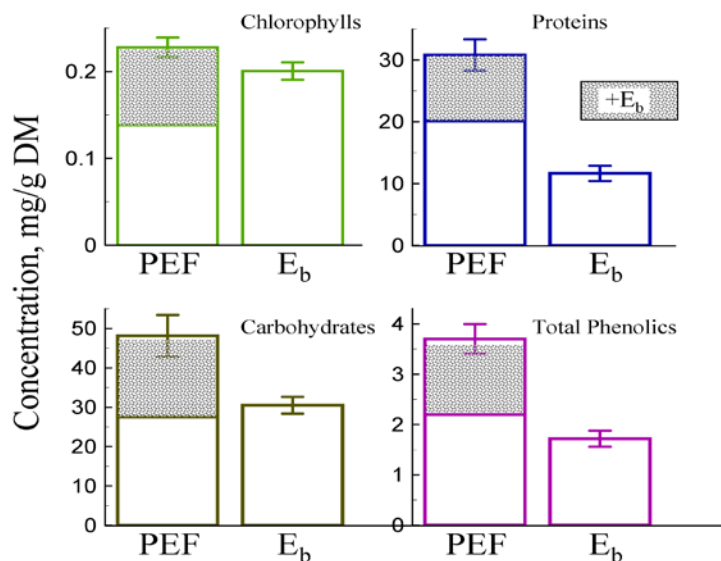 Concentration, mg/g DM
Chlorophylls
0.2
0.1
0
PEF
E_b
Proteins
30
20
10
0
+E_b
PEF
E_b
Carbohydrates
50
40
30
20
10
0
PEF
E_b
Total Phenolics
4
3
2
1
0
PEF
E_b